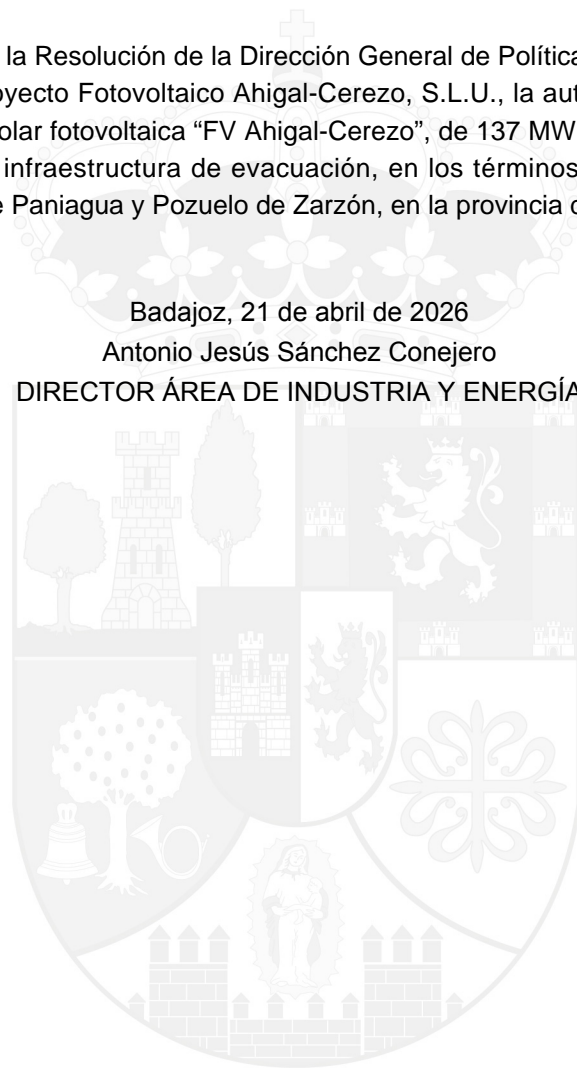 la Resolución de la Dirección General de Política
oyecto Fotovoltaico Ahigal-Cerezo, S.L.U., la aut
olar fotovoltaica “FV Ahigal-Cerezo”, de 137 MW
infraestructura de evacuación, en los términos
e Paniagua y Pozuelo de Zarzón, en la provincia
Badajoz, 21 de abril de 2026
Antonio Jesús Sánchez Conejero
DIRECTOR ÁREA DE INDUSTRIA Y ENERGÍA